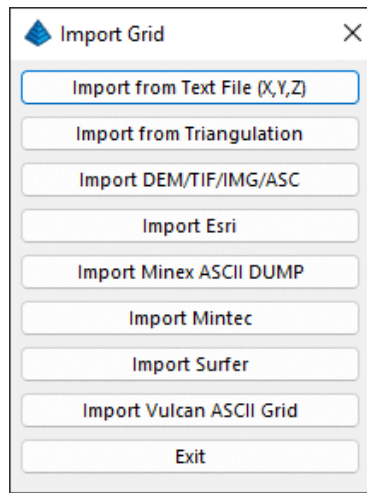 Import Grid
Import from Text File (X,Y,Z)
Import from Triangulation
Import DEM/TIF/IMG/ASC
Import Esri
Import Minex ASCII DUMP
Import Mintec
Import Surfer
Import Vulcan ASCII Grid
Exit